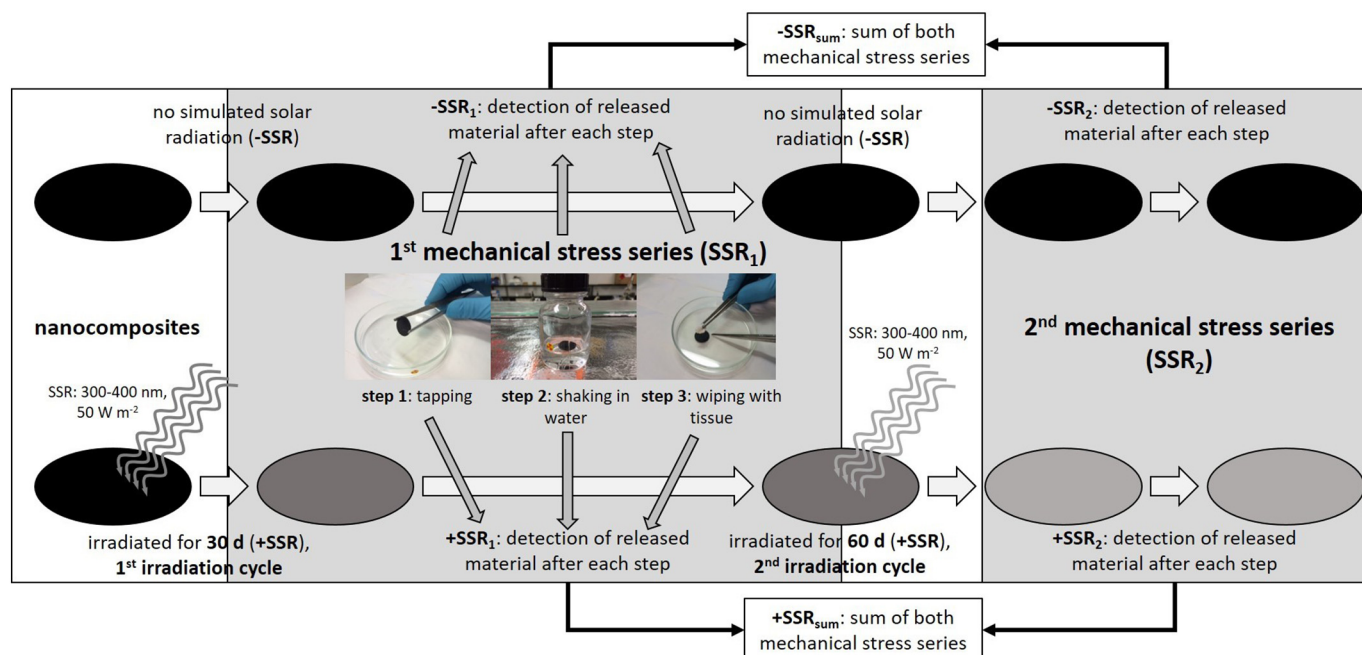 -SSRsum: sum of both
mechanical stress series
no simulated solar
radiation (-SSR)
-SSR1: detection of released
material after each step
no simulated solar
radiation (-SSR)
-SSR2: detection of released
material after each step
1st mechanical stress series (SSR1)
nanocomposites
SSR: 300-400 nm,
50 W m-2
step 1: tapping
step 2: shaking in
water
step 3: wiping with
tissue
SSR: 300-400 nm,
50 W m-2
2nd mechanical stress series
(SSR2)
irradiated for 30 d (+SSR),
1st irradiation cycle
+SSR1: detection of released
material after each step
irradiated for 60 d (+SSR),
2nd irradiation cycle
+SSR2: detection of released
material after each step
+SSRsum: sum of both
mechanical stress series